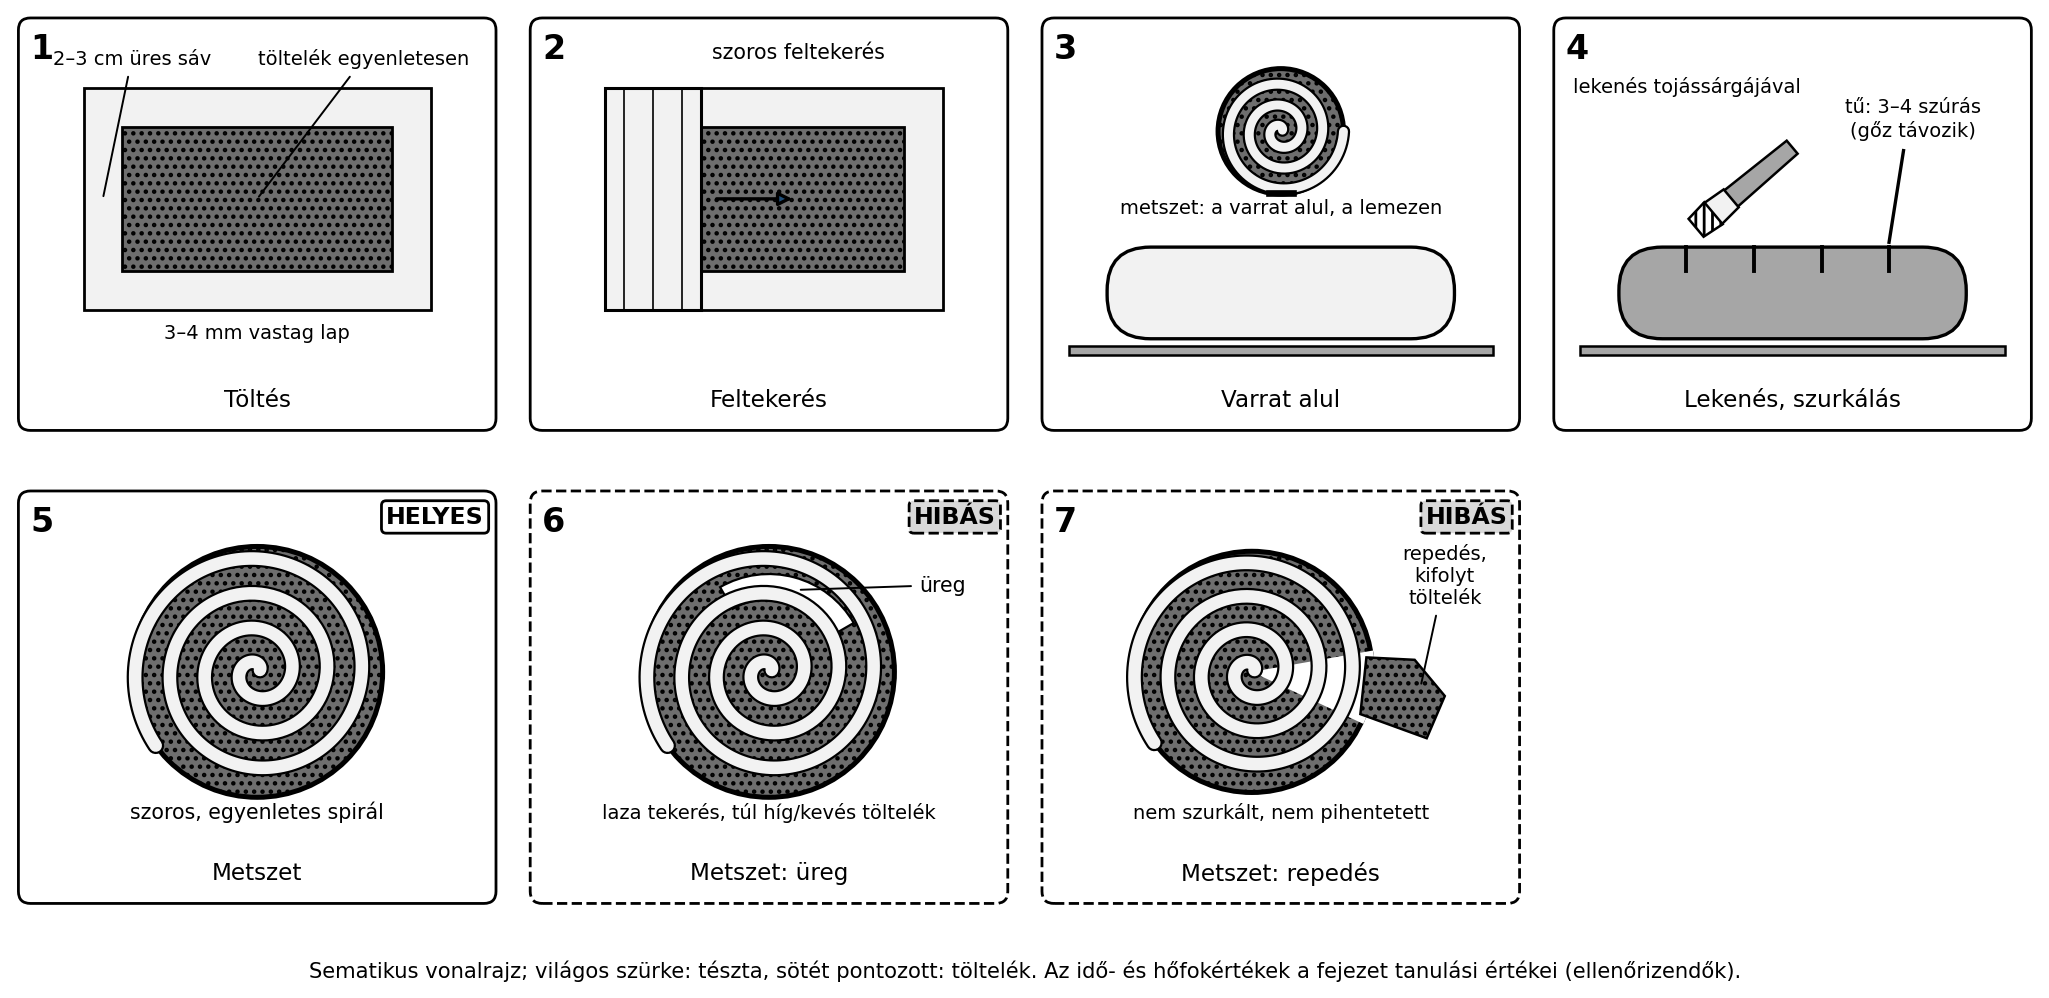 1
2–3 cm üres sáv
töltelék egyenletesen
3–4 mm vastag lap
Töltés
2
szoros feltekerés
Feltekerés
3
metszet: a varrat alul, a lemezen
Varrat alul
4
lekenés tojássárgájával
tű: 3–4 szúrás
(gőz távozik)
Lekenés, szurkálás
5
HELYES
szoros, egyenletes spirál
Metszet
6
HIBÁS
üreg
laza tekerés, túl híg/kevés töltelék
Metszet: üreg
7
HIBÁS
repedés,
kifolyt
töltelék
nem szurkált, nem pihentetett
Metszet: repedés
Sematikus vonalrajz; világos szürke: tészta, sötét pontozott: töltelék. Az idő- és hőfokértékek a fejezet tanulási értékei (ellenőrizendők).